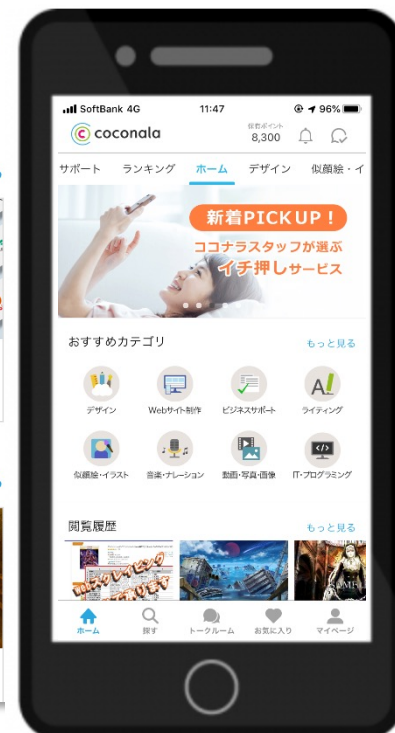 SoftBank 4G 11:47 96%
coconala
保有ポイント
8,300
サポート ランキング ホーム デザイン 似顔絵・イ
新着PICKUP！
ココナラスタッフが選ぶ
イチ押しサービス
おすすめカテゴリ もっと見る
デザイン Webサイト制作 ビジネスサポート ライティング
似顔絵・イラスト 音楽・ナレーション 動画・写真・画像 IT・プログラミング
閲覧履歴 もっと見る
ホーム 探す トークルーム お気に入り マイページ